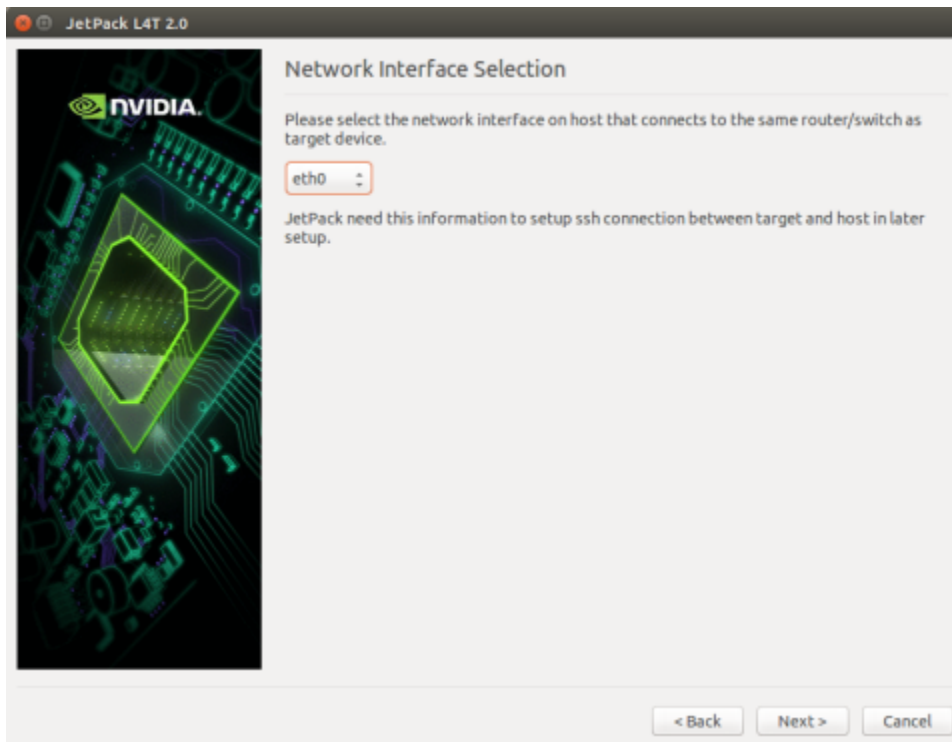 JetPack L4T 2.0
NVIDIA.
Network Interface Selection
Please select the network interface on host that connects to the same router/switch as
target device.
eth0
JetPack need this information to setup ssh connection between target and host in later
setup.
< Back
Next >
Cancel